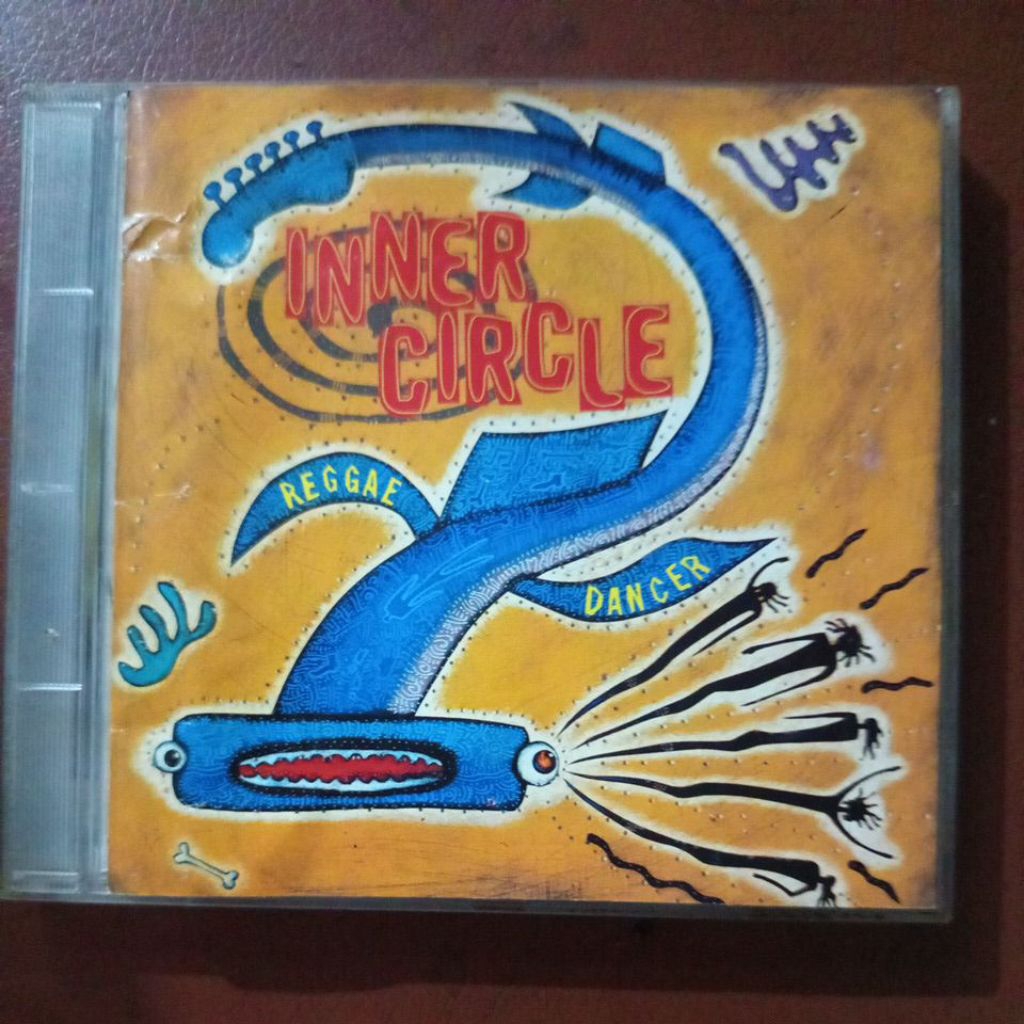 INNER
CIRCLE
REGGAE
DANCER